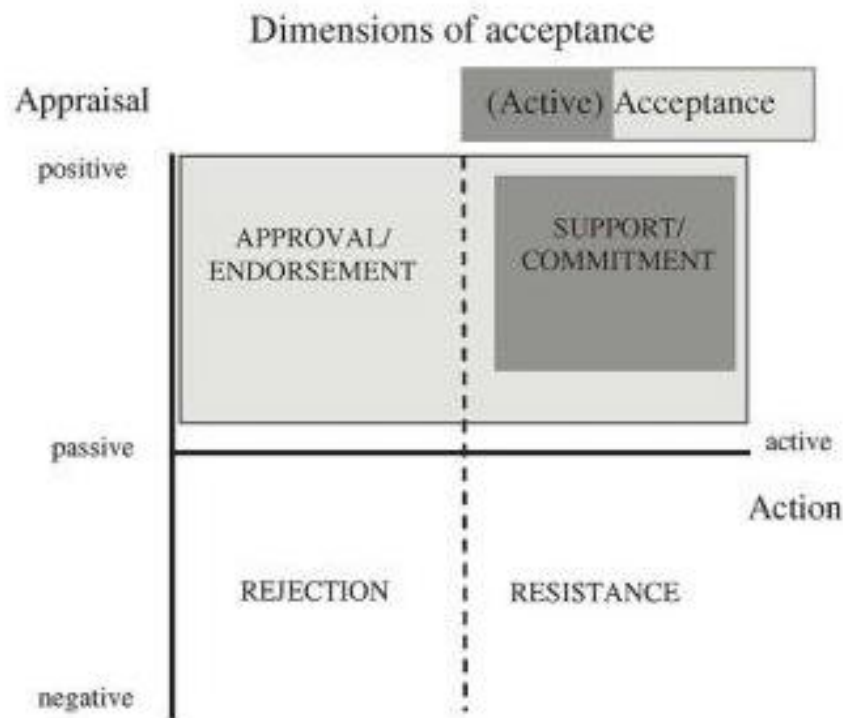 Dimensions of acceptance
Appraisal
(Active) Acceptance
positive
APPROVAL/
ENDORSEMENT
SUPPORT/
COMMITMENT
passive
active
Action
REJECTION
RESISTANCE
negative